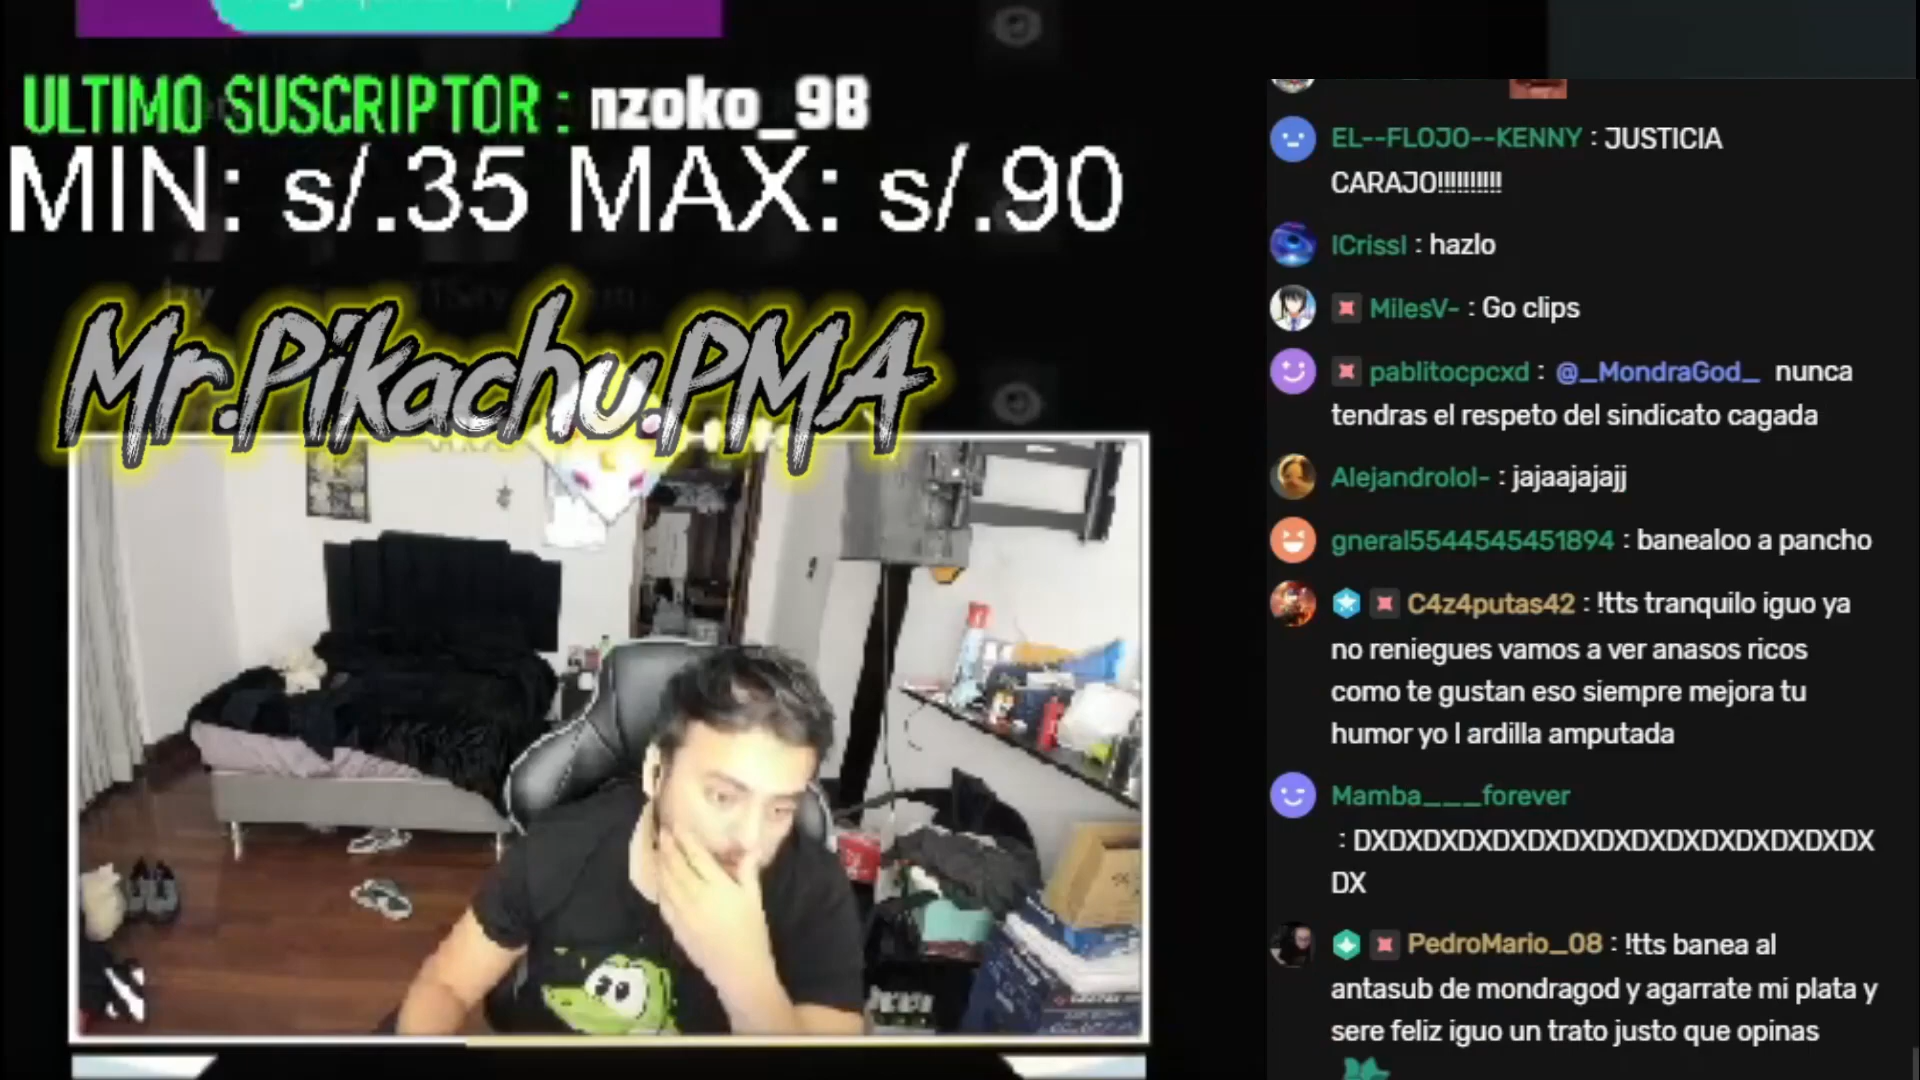 ULTIMO SUSCRIPTOR : nzoko_98
MIN: s/.35 MAX: s/.90
Mr.Pikachu.PMA
EL--FLOJO--KENNY : JUSTICIA
CARAJO!!!!!!!!!!
ICrissI : hazlo
MilesV- : Go clips
pablitocpcxd : @_MondraGod_ nunca
tendras el respeto del sindicato cagada
Alejandrolol- : jajaajajajjj
gneral5544545451894 : banealoo a pancho
C4z4putas42 : !tts tranquilo iguo ya
no reniegues vamos a ver anasos ricos
como te gustan eso siempre mejora tu
humor yo l ardilla amputada
Mamba___forever
: DXDXDXDXDXDXDXDXDXDXDXDXDXDXDX
DX
PedroMario_08 : !tts banea al
antasub de mondragod y agarrate mi plata y
sere feliz iguo un trato justo que opinas